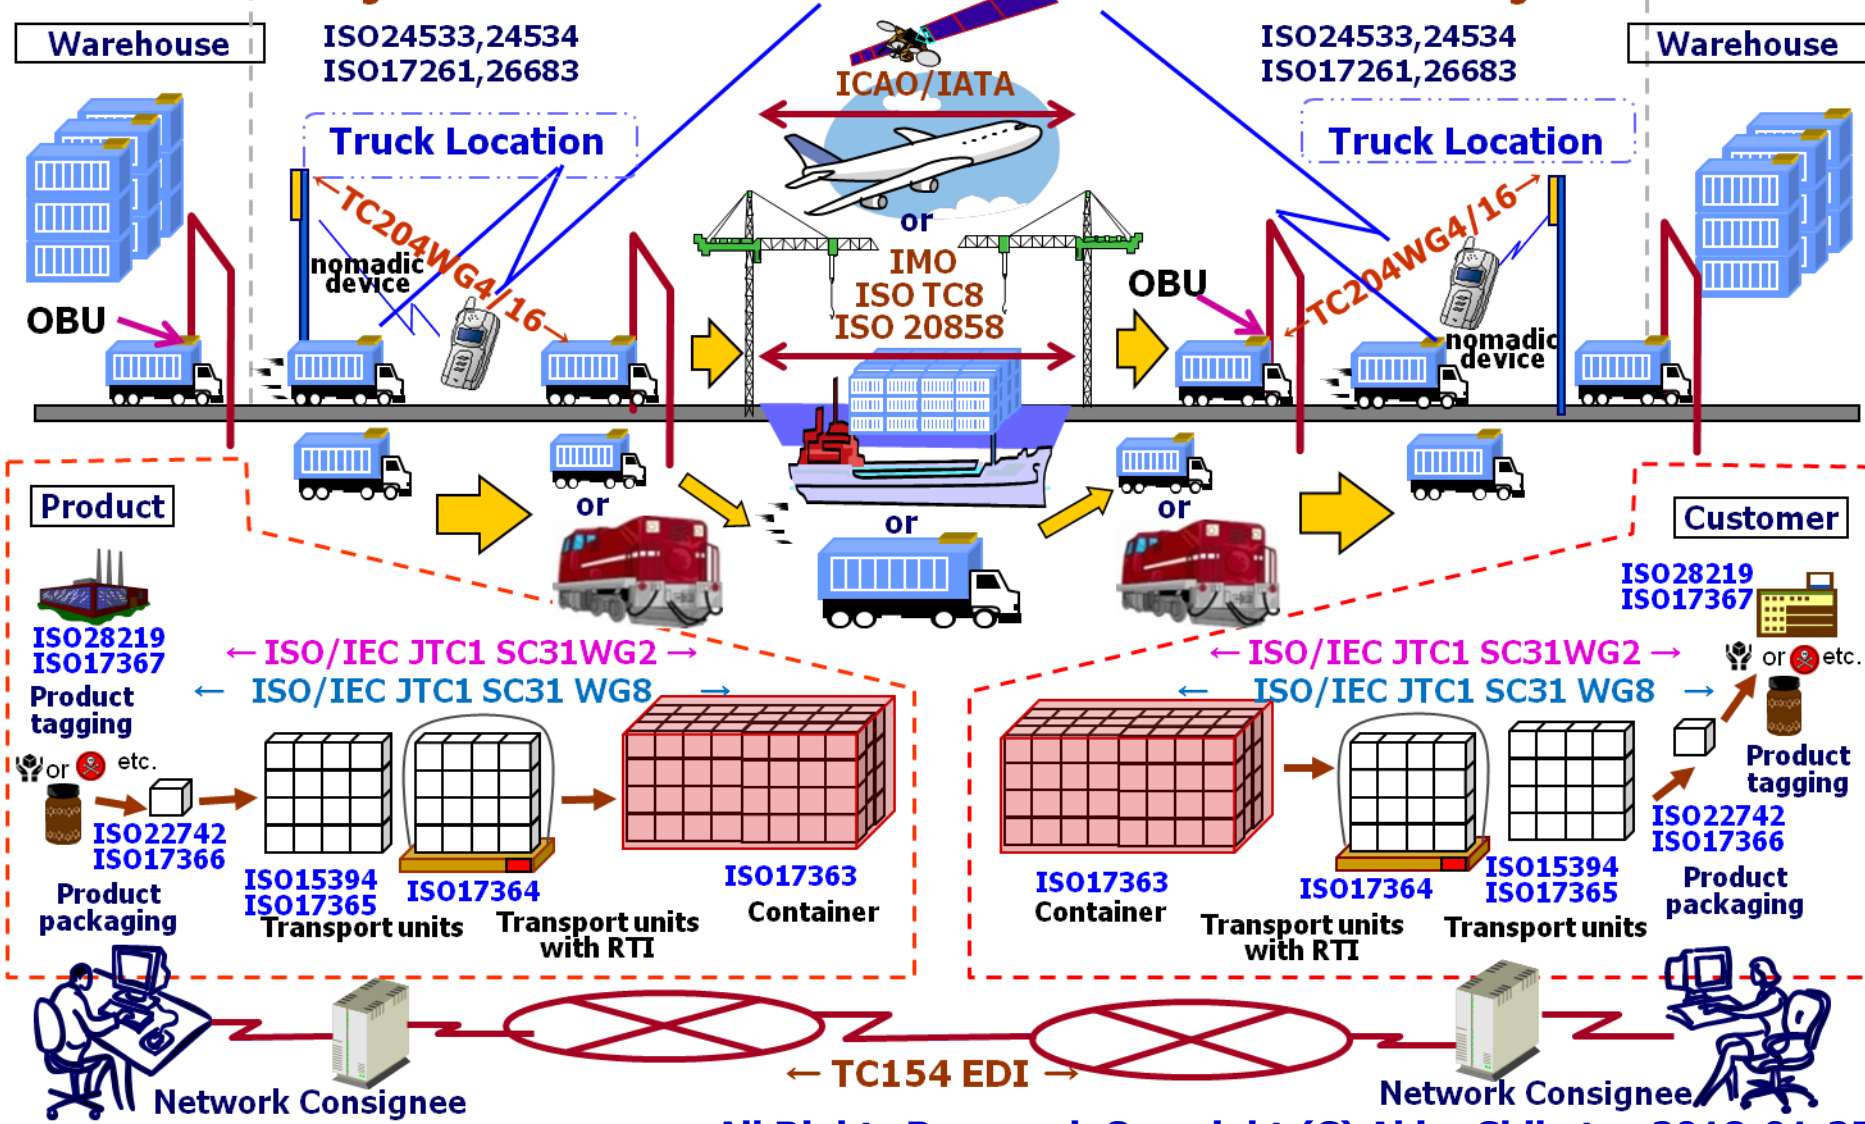 Warehouse
ISO24533,24534
ISO17261,26683
ICAO/IATA
ISO24533,24534
ISO17261,26683
Warehouse
Truck Location
Truck Location
←TC204WG4/16→
←TC204WG4/16→
nomadic
device
or
IMO
ISO TC8
ISO 20858
OBU
OBU
nomadic
device
Product
or
or
or
Customer
ISO28219
ISO17367
ISO28219
ISO17367
← ISO/IEC JTC1 SC31WG2 →
← ISO/IEC JTC1 SC31 WG8 →
← ISO/IEC JTC1 SC31WG2 →
← ISO/IEC JTC1 SC31 WG8 →
or etc.
Product
tagging
or etc.
Product
tagging
ISO22742
ISO17366
ISO22742
ISO17366
ISO15394
ISO17365
ISO17364
ISO17363
ISO17363
ISO17364
ISO15394
ISO17365
Product
packaging
Transport units
Transport units
with RTI
Container
Container
Transport units
with RTI
Transport units
Product
packaging
← TC154 EDI →
Network Consignee
Network Consignee